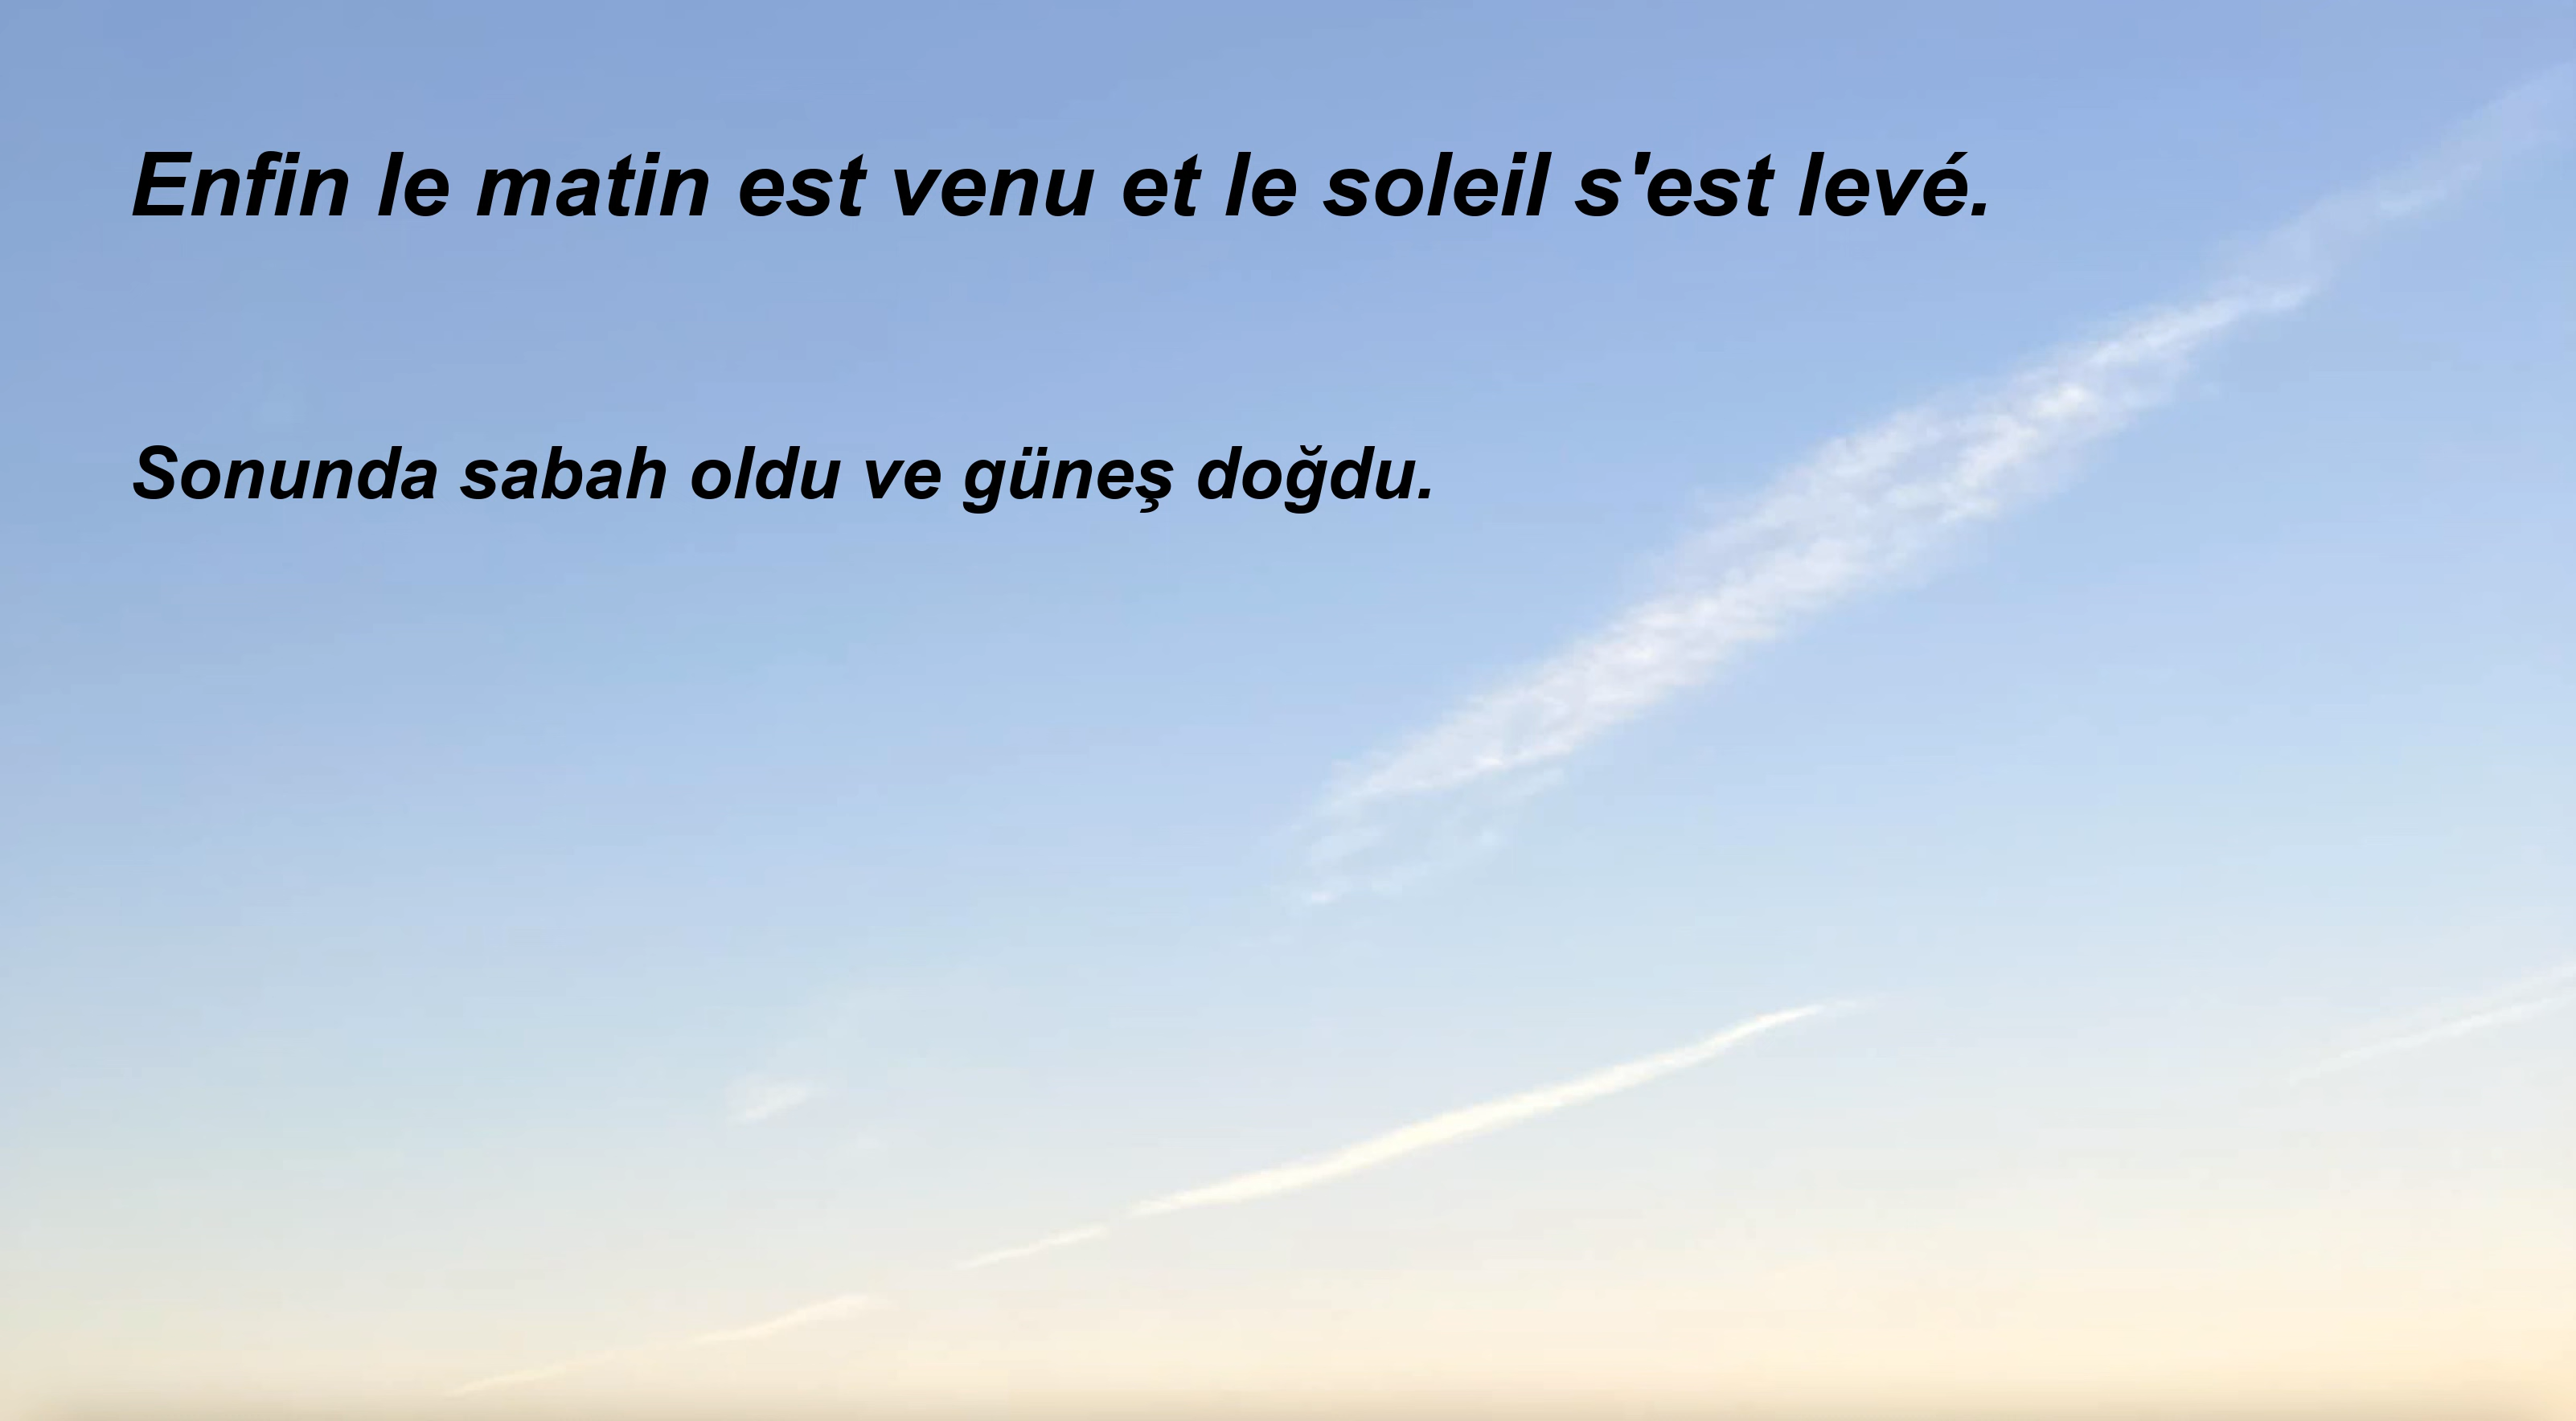 Enfin le matin est venu et le soleil s'est levé.
Sonunda sabah oldu ve güneş doğdu.